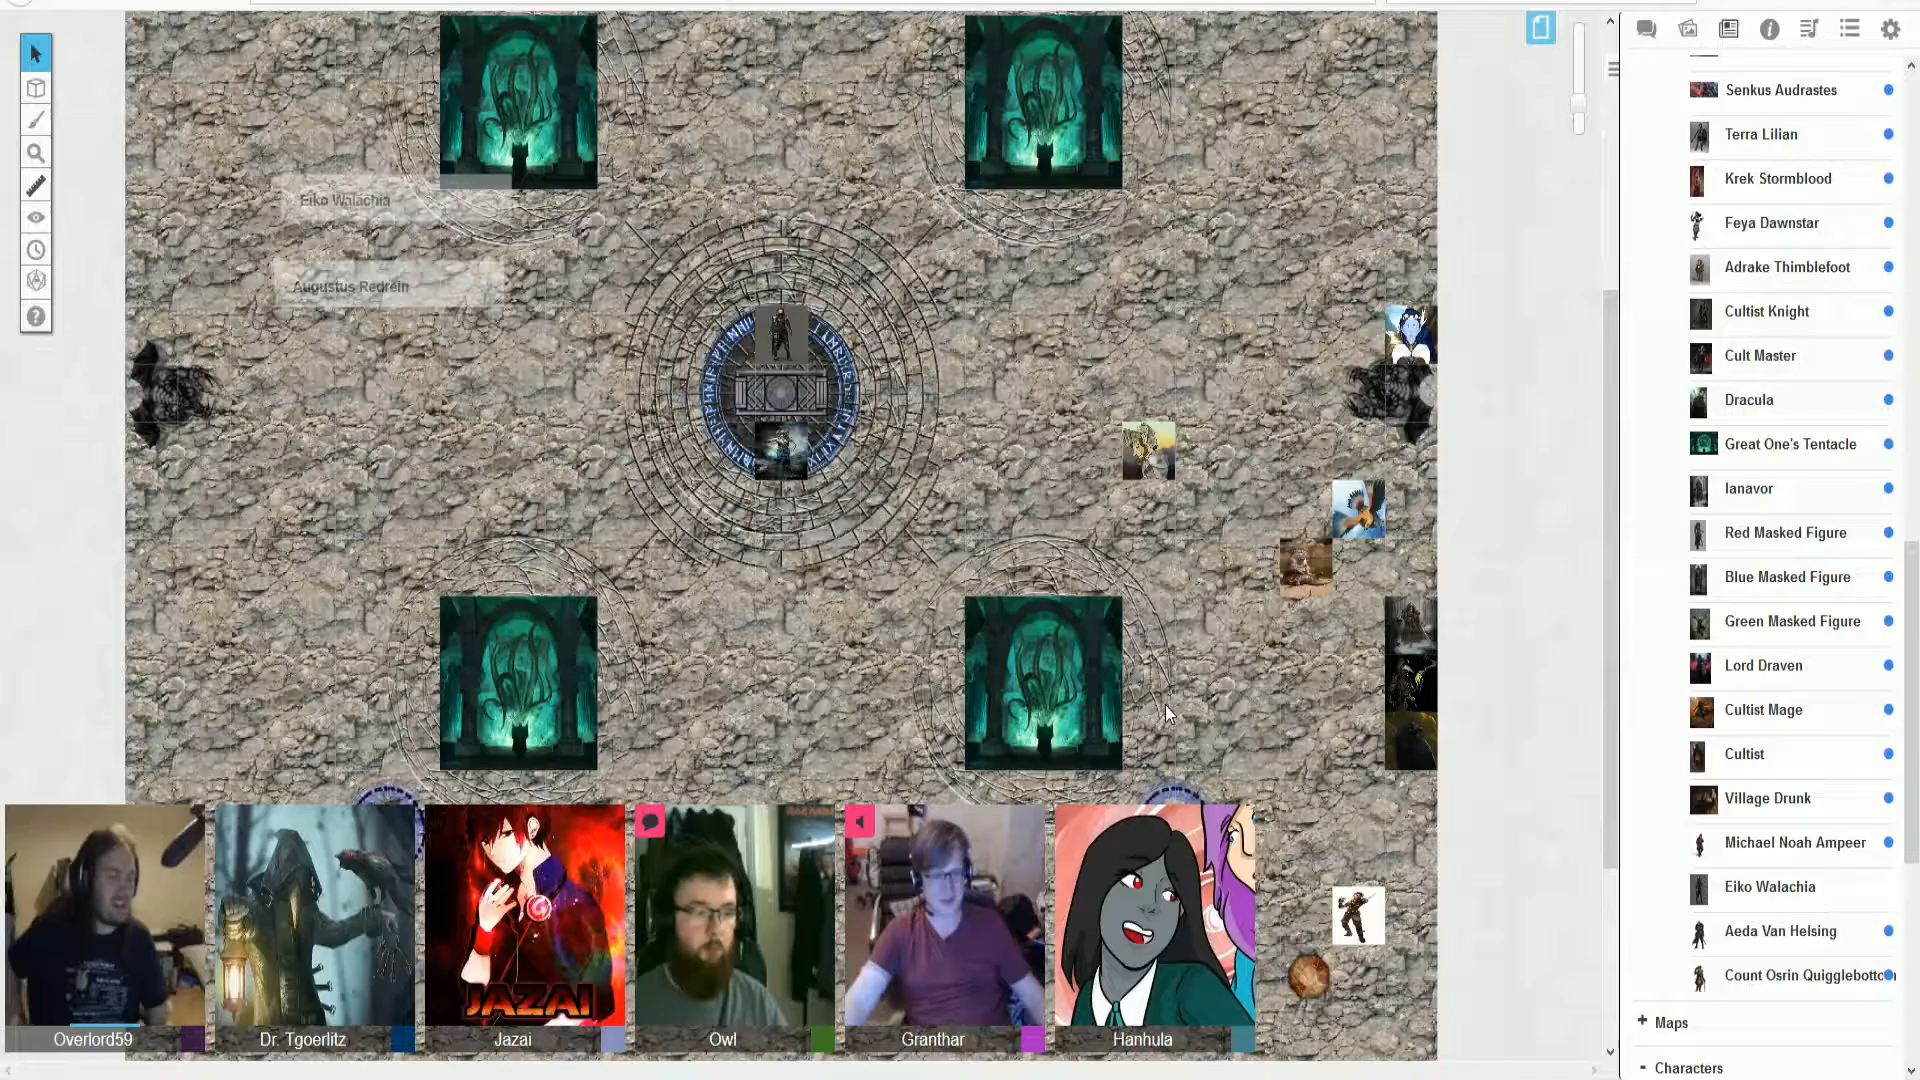 Eiko Walachia
Augustus Redrein
Senkus Audrastes
Terra Lilian
Krek Stormblood
Feya Dawnstar
Adrake Thimblefoot
Cultist Knight
Cult Master
Dracula
Great One's Tentacle
Ianavor
Red Masked Figure
Blue Masked Figure
Green Masked Figure
Lord Draven
Cultist Mage
Cultist
Village Drunk
Michael Noah Ampeer
Eiko Walachia
Aeda Van Helsing
Count Osrin Quigglebotto
+ Maps
- Characters
JAZAI
Overlord59
Dr. Tgoerlitz
Jazai
Owl
Granthar
Hanhula